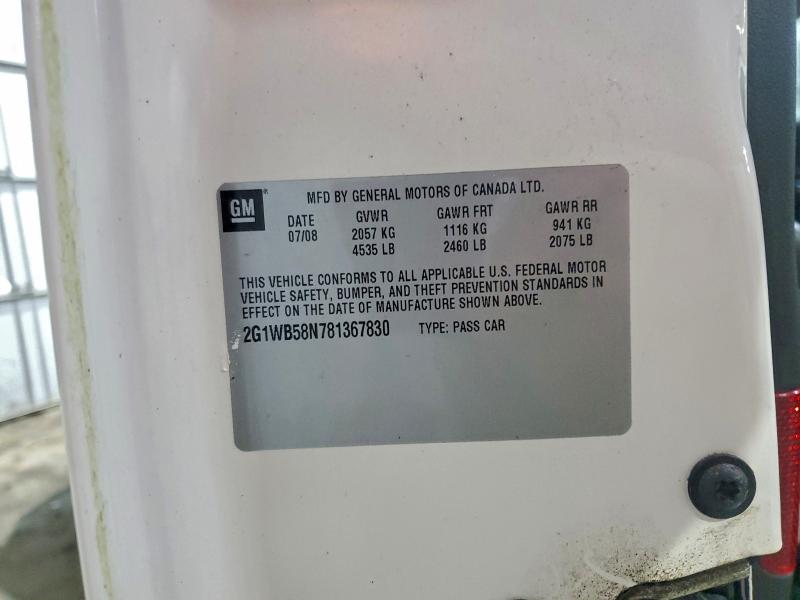 GM®
MFD BY GENERAL MOTORS OF CANADA LTD.
DATE GVWR GAWR FRT GAWR RR
07/08 2057 KG 1116 KG 941 KG
4535 LB 2460 LB 2075 LB
THIS VEHICLE CONFORMS TO ALL APPLICABLE U.S. FEDERAL MOTOR
VEHICLE SAFETY, BUMPER, AND THEFT PREVENTION STANDARDS IN
EFFECT ON THE DATE OF MANUFACTURE SHOWN ABOVE.
2G1WB58N781367830 TYPE: PASS CAR